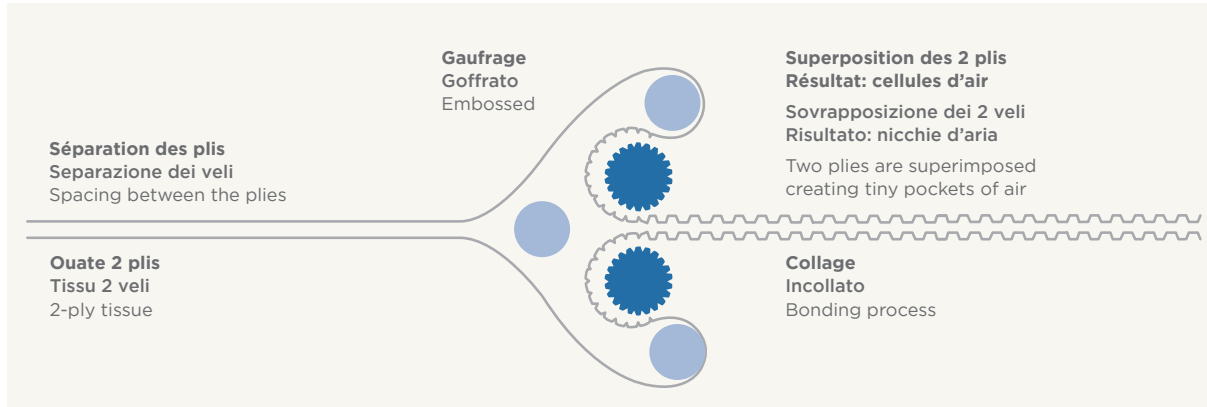 Gaufrage
Goffrato
Embossed
Superposition des 2 plis
Résultat: cellules d’air
Sovrapposizione dei 2 veli
Risultato: nicchie d’aria
Two plies are superimposed
creating tiny pockets of air
Séparation des plis
Separazione dei veli
Spacing between the plies
Ouate 2 plis
Tissu 2 veli
2-ply tissue
Collage
Incollato
Bonding process